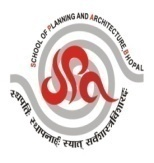 SCHOOL OF PLANNING AND ARCHITECTURE, BHOPAL
स्थपतिः स्थापनार्हः स्यात् सर्वशास्त्रविशारदः